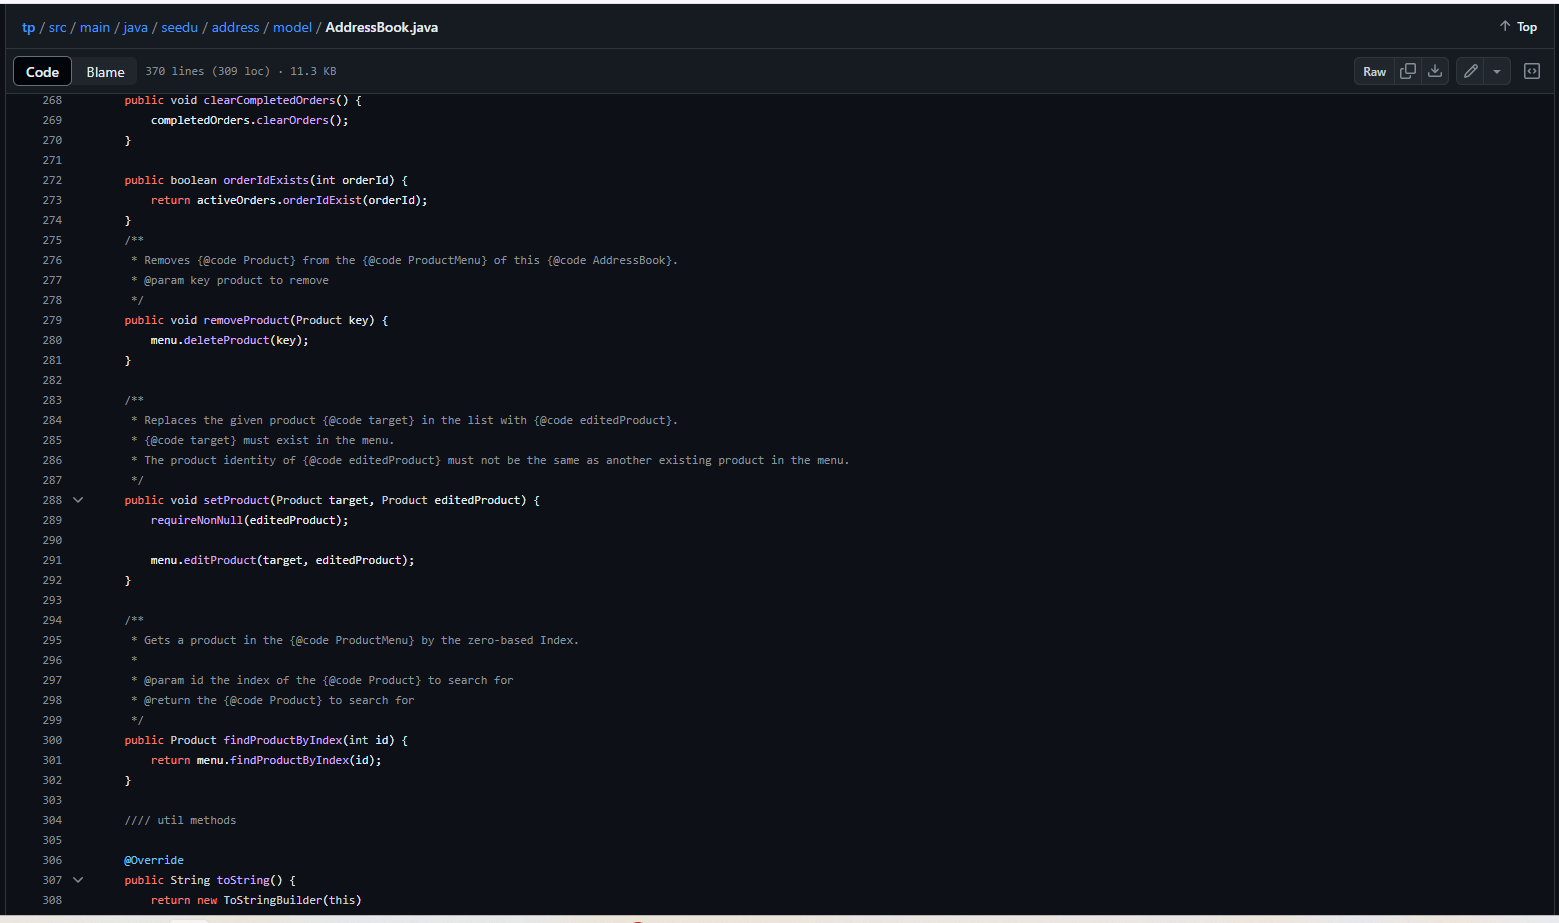 tp / src / main / java / seedu / address / model / AddressBook.java
Top
Code Blame 370 lines (309 loc) · 11.3 KB
Raw
268 public void clearCompletedOrders() {
269 completedOrders.clearOrders();
270 }
271
272 public boolean orderIdExists(int orderId) {
273 return activeOrders.orderIdExist(orderId);
274 }
275 /**
276 * Removes {@code Product} from the {@code ProductMenu} of this {@code AddressBook}.
277 * @param key product to remove
278 */
279 public void removeProduct(Product key) {
280 menu.deleteProduct(key);
281 }
282
283 /**
284 * Replaces the given product {@code target} in the list with {@code editedProduct}.
285 * {@code target} must exist in the menu.
286 * The product identity of {@code editedProduct} must not be the same as another existing product in the menu.
287 */
288 public void setProduct(Product target, Product editedProduct) {
289 requireNonNull(editedProduct);
290
291 menu.editProduct(target, editedProduct);
292 }
293
294 /**
295 * Gets a product in the {@code ProductMenu} by the zero-based Index.
296 *
297 * @param id the index of the {@code Product} to search for
298 * @return the {@code Product} to search for
299 */
300 public Product findProductByIndex(int id) {
301 return menu.findProductByIndex(id);
302 }
303
304 //// util methods
305
306 @Override
307 public String toString() {
308 return new ToStringBuilder(this)